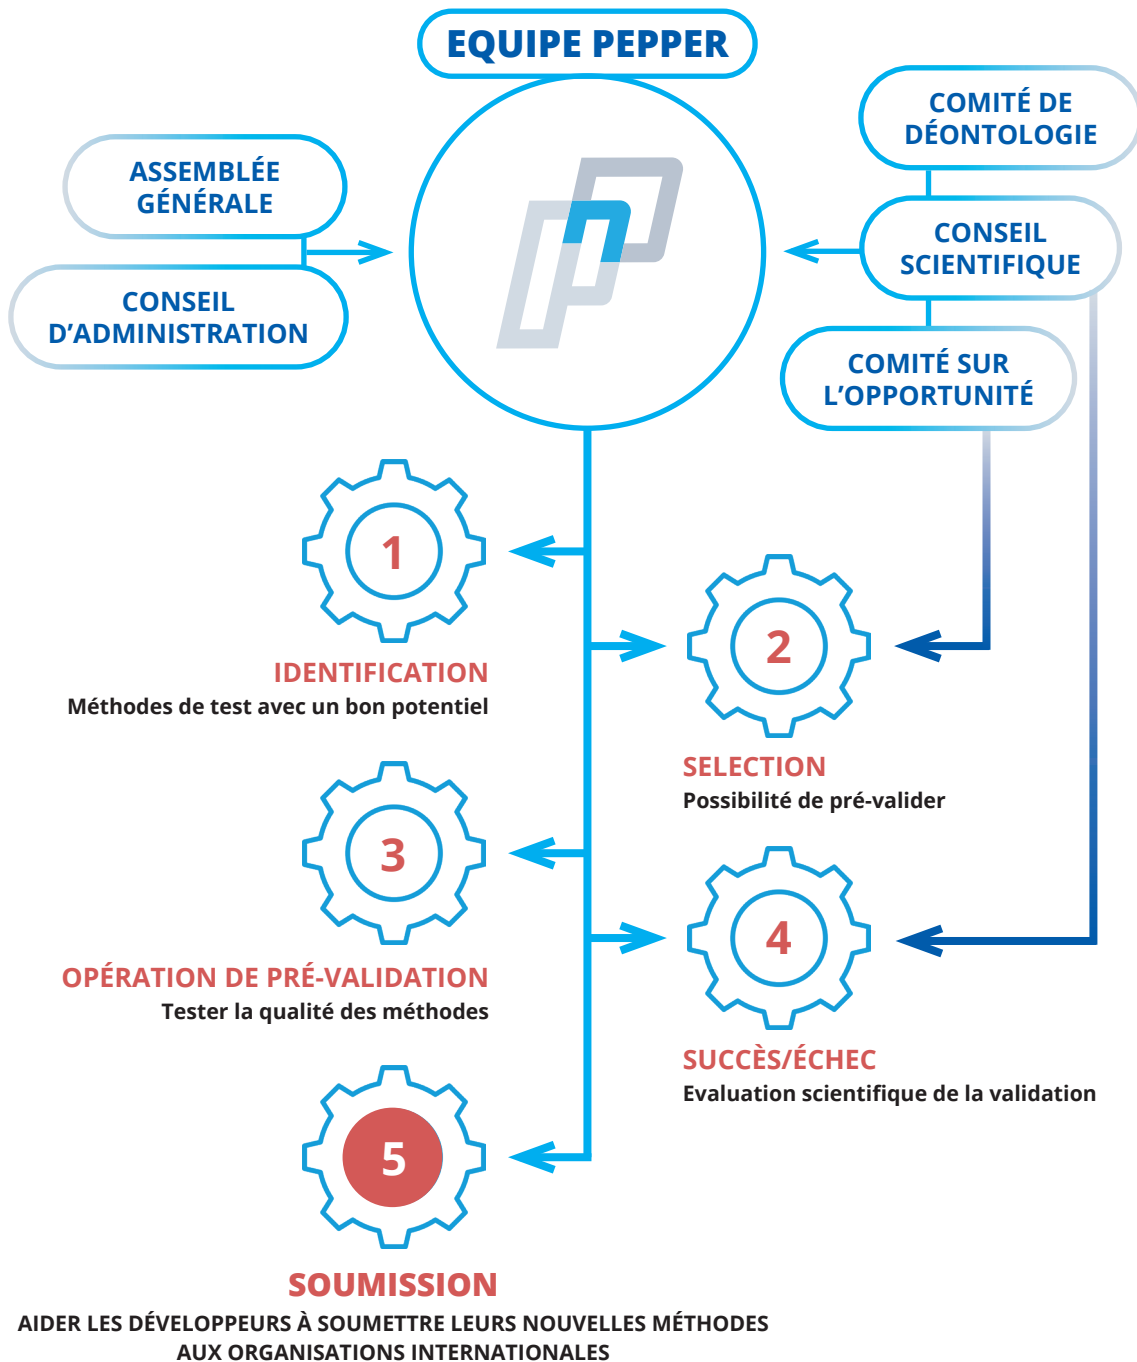 EQUIPE PEPPER
ASSEMBLÉE
GÉNÉRALE
CONSEIL
D’ADMINISTRATION
COMITÉ DE
DÉONTOLOGIE
CONSEIL
SCIENTIFIQUE
COMITÉ SUR
L’OPPORTUNITÉ
1
IDENTIFICATION
Méthodes de test avec un bon potentiel
2
SELECTION
Possibilité de pré-valider
3
OPÉRATION DE PRÉ-VALIDATION
Tester la qualité des méthodes
4
SUCCÈS/ÉCHEC
Evaluation scientifique de la validation
5
SOUMISSION
AIDER LES DÉVELOPPEURS À SOUMETTRE LEURS NOUVELLES MÉTHODES
AUX ORGANISATIONS INTERNATIONALES